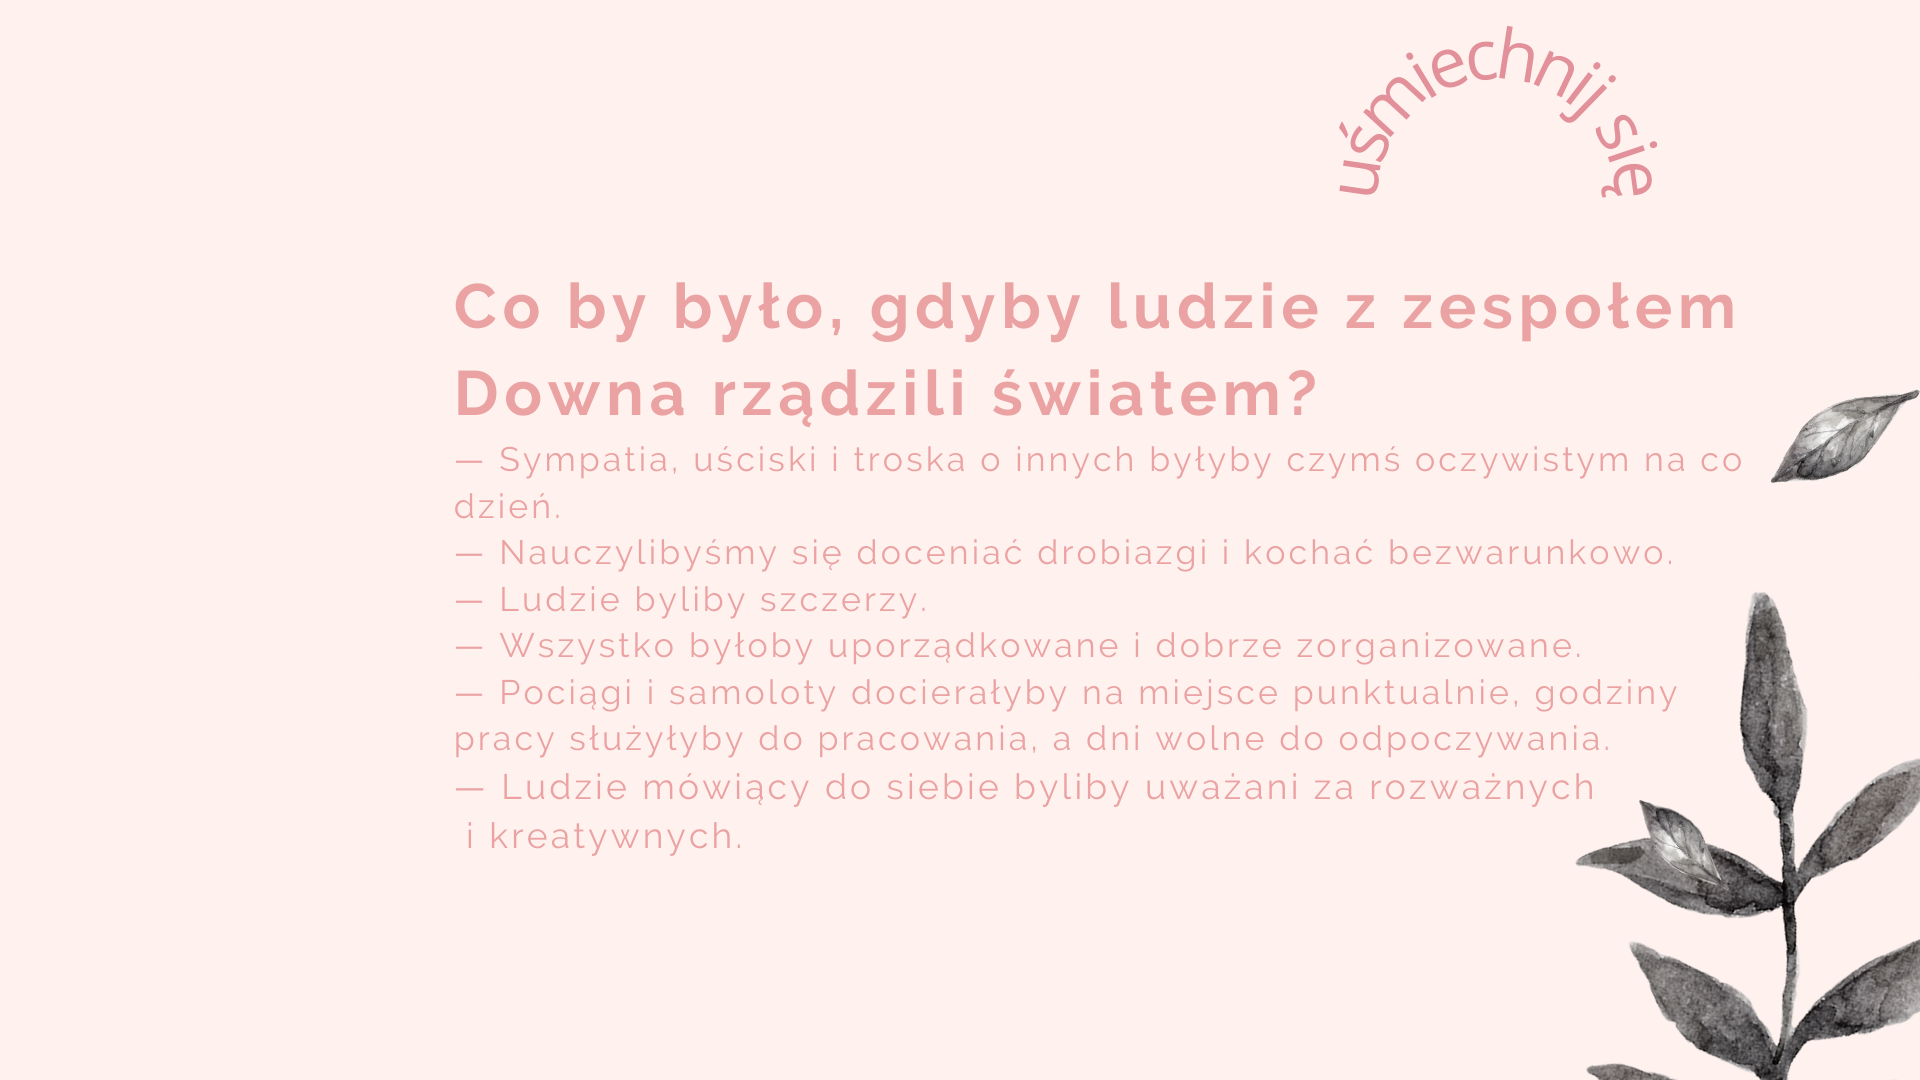 uśmiechnij się
Co by było, gdyby ludzie z zespołem
Downa rządzili światem?
— Sympatia, uściski i troska o innych byłyby czymś oczywistym na co
dzień.
— Nauczylibyśmy się doceniać drobiazgi i kochać bezwarunkowo.
— Ludzie byliby szczerzy.
— Wszystko byłoby uporządkowane i dobrze zorganizowane.
— Pociągi i samoloty docierałyby na miejsce punktualnie, godziny
pracy służyłyby do pracowania, a dni wolne do odpoczywania.
— Ludzie mówiący do siebie byliby uważani za rozważnych
i kreatywnych.